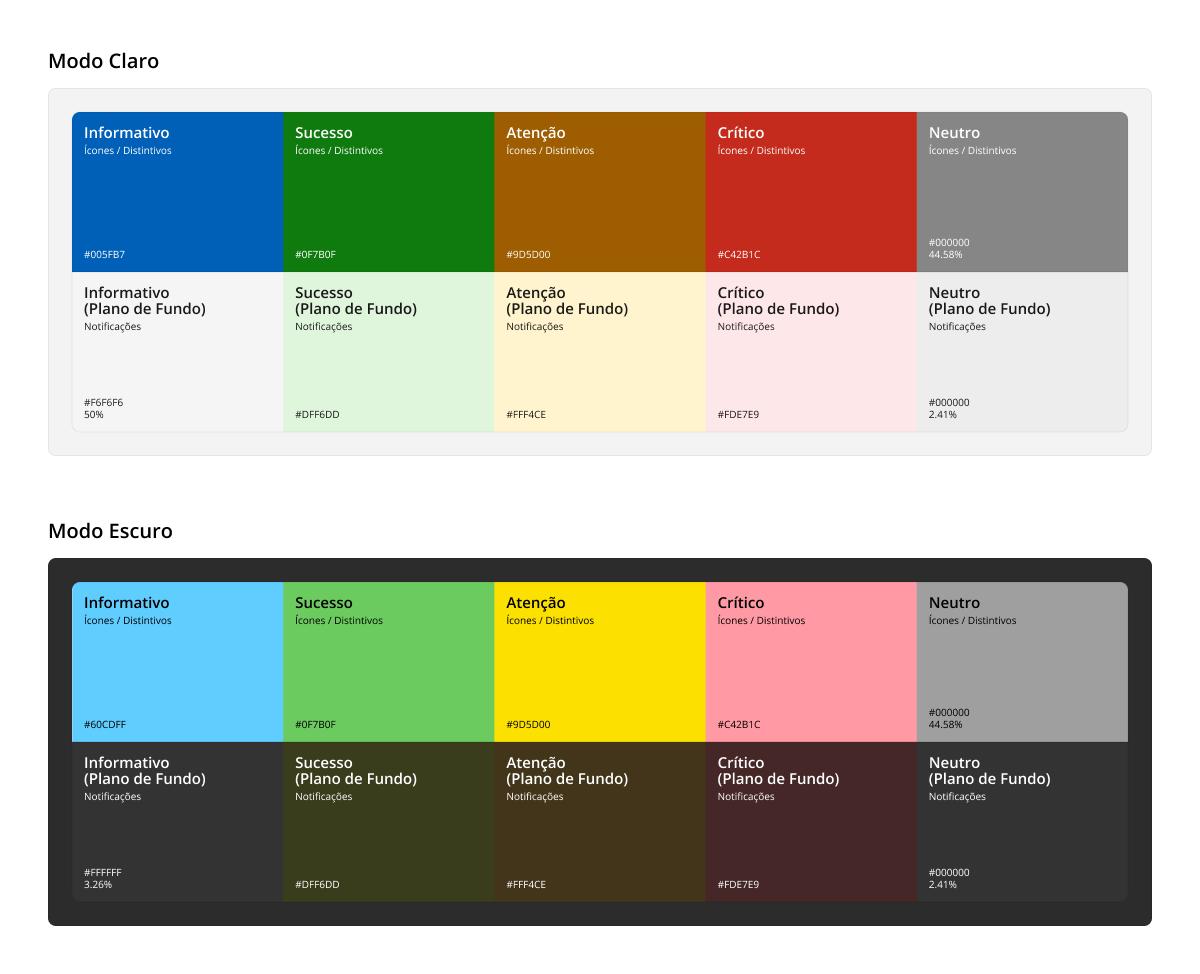 Modo Claro
Informativo
Ícones / Distintivos
#005FB7
Sucesso
Ícones / Distintivos
#0F7B0F
Atenção
Ícones / Distintivos
#9D5D00
Crítico
Ícones / Distintivos
#C42B1C
Neutro
Ícones / Distintivos
#000000
44.58%
Informativo
(Plano de Fundo)
Notificações
#F6F6F6
50%
Sucesso
(Plano de Fundo)
Notificações
#DFF6DD
Atenção
(Plano de Fundo)
Notificações
#FFF4CE
Crítico
(Plano de Fundo)
Notificações
#FDE7E9
Neutro
(Plano de Fundo)
Notificações
#000000
2.41%
Modo Escuro
Informativo
Ícones / Distintivos
#60CDFF
Sucesso
Ícones / Distintivos
#0F7B0F
Atenção
Ícones / Distintivos
#9D5D00
Crítico
Ícones / Distintivos
#C42B1C
Neutro
Ícones / Distintivos
#000000
44.58%
Informativo
(Plano de Fundo)
Notificações
#FFFFFF
3.26%
Sucesso
(Plano de Fundo)
Notificações
#DFF6DD
Atenção
(Plano de Fundo)
Notificações
#FFF4CE
Crítico
(Plano de Fundo)
Notificações
#FDE7E9
Neutro
(Plano de Fundo)
Notificações
#000000
2.41%